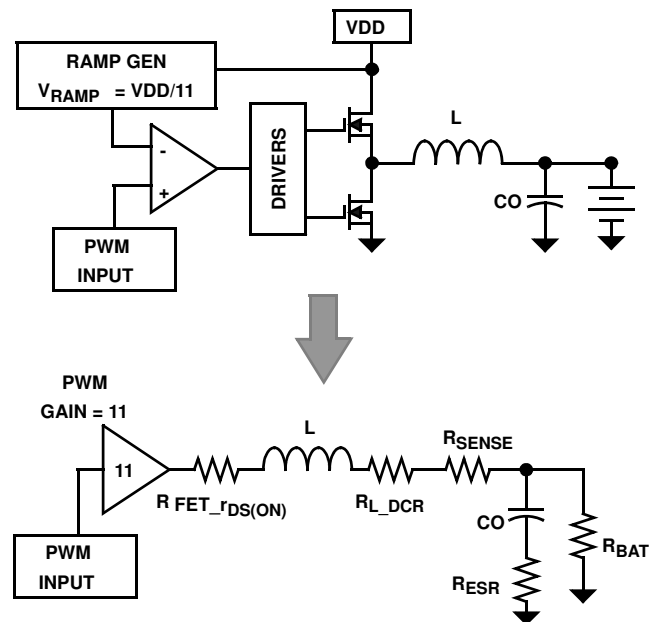 VDD
RAMP GEN
VRAMP = VDD/11
-
+
DRIVERS
L
CO
PWM
INPUT
PWM
GAIN = 11
11
R FET_rDS(ON)
L
RL_DCR
RSENSE
CO
RESR
RBAT
PWM
INPUT